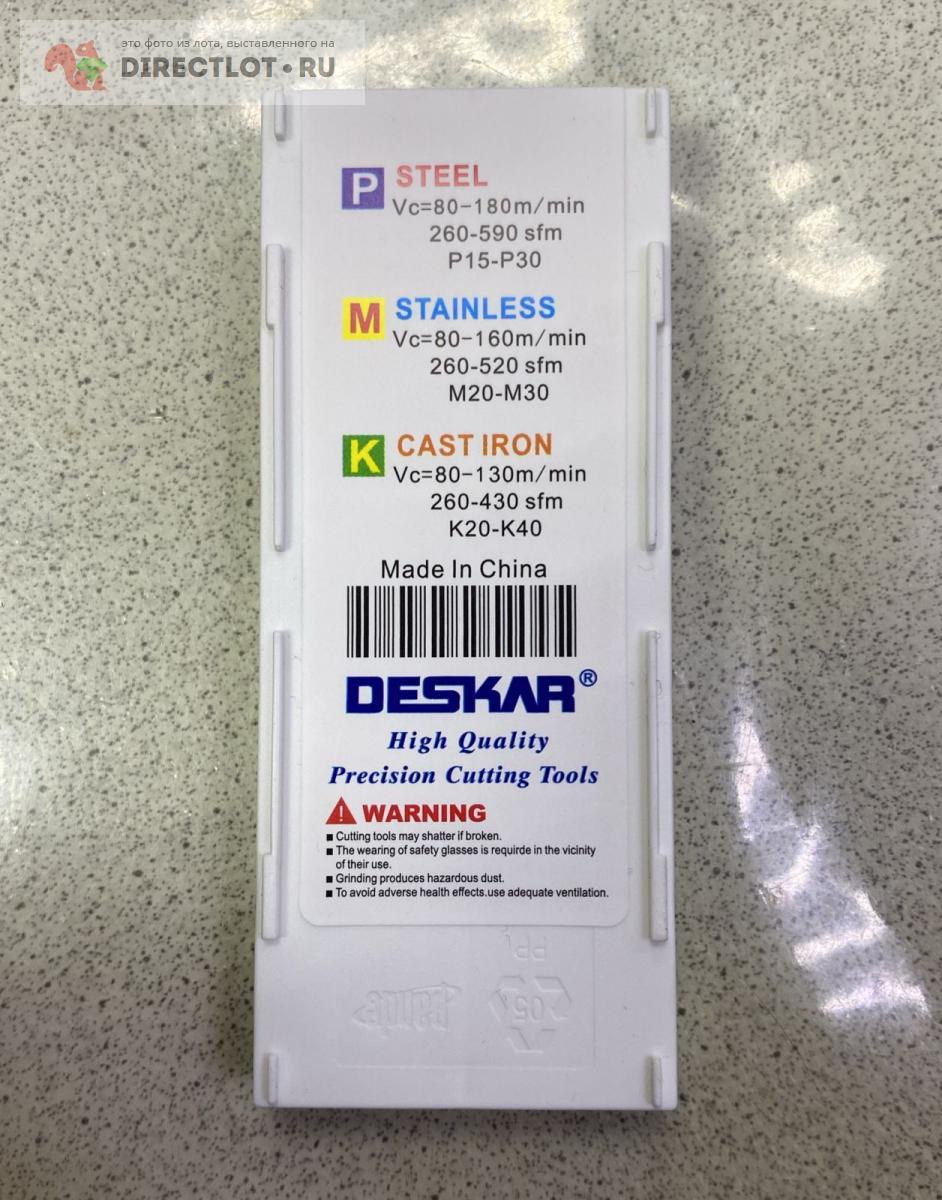 это фото из лота, выставленного на
DIRECTLOT.RU
P STEEL
Vc=80-180m/min
260-590 sfm
P15-P30
M STAINLESS
Vc=80-160m/min
260-520 sfm
M20-M30
K CAST IRON
Vc=80-130m/min
260-430 sfm
K20-K40
Made In China
DESKAR®
High Quality
Precision Cutting Tools
WARNING
Cutting tools may shatter if broken.
The wearing of safety glasses is requirde in the vicinity
of their use.
Grinding produces hazardous dust.
To avoid adverse health effects.use adequate ventilation.
PP
05